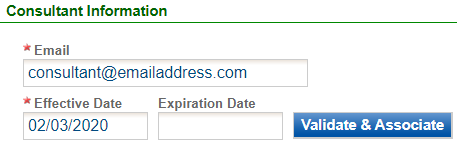 Consultant Information
* Email
consultant@emailaddress.com
* Effective Date Expiration Date
02/03/2020 Validate & Associate